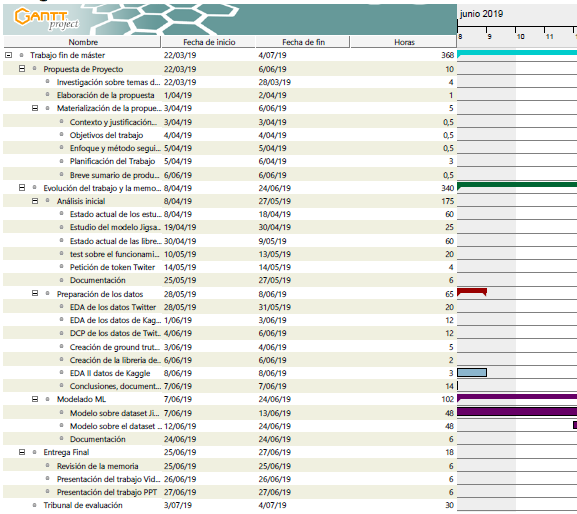 GANTT
project
junio 2019
Nombre Fecha de inicio Fecha de fin Horas 8 9 10 11
Trabajo fin de máster 22/03/19 4/07/19 368
Propuesta de Proyecto 22/03/19 6/06/19 10
Investigación sobre temas d... 22/03/19 28/03/19 4
Elaboración de la propuesta 1/04/19 2/04/19 1
Materialización de la propue... 3/04/19 6/06/19 5
Contexto y justificación... 3/04/19 3/04/19 0,5
Objetivos del trabajo 4/04/19 4/04/19 0,5
Enfoque y método segui... 5/04/19 5/04/19 0,5
Planificación del Trabajo 5/04/19 6/04/19 3
Breve sumario de produ... 6/06/19 6/06/19 0,5
Evolución del trabajo y la memo... 8/04/19 24/06/19 340
Análisis inicial 8/04/19 27/05/19 175
Estado actual de los estu... 8/04/19 18/04/19 60
Estudio del modelo Jigsa... 19/04/19 30/04/19 25
Estado actual de las libre... 30/04/19 9/05/19 60
test sobre el funcionami... 10/05/19 13/05/19 20
Petición de token Twiter 14/05/19 14/05/19 4
Documentación 25/05/19 27/05/19 6
Preparación de los datos 28/05/19 8/06/19 65
EDA de los datos Twitter 28/05/19 31/05/19 20
EDA de los datos de Kag... 1/06/19 3/06/19 12
DCP de los datos de Twit... 4/06/19 6/06/19 12
Creación de ground trut... 3/06/19 4/06/19 5
Creación de la libreria de... 6/06/19 6/06/19 2
EDA II datos de Kaggle 8/06/19 8/06/19 3
Conclusiones, document... 7/06/19 7/06/19 14
Modelado ML 7/06/19 24/06/19 102
Modelo sobre dataset Ji... 7/06/19 13/06/19 48
Modelo sobre el dataset ... 12/06/19 24/06/19 48
Documentación 24/06/19 24/06/19 6
Entrega Final 25/06/19 27/06/19 18
Revisión de la memoria 25/06/19 25/06/19 6
Presentación del trabajo Vid... 26/06/19 26/06/19 6
Presentación del trabajo PPT 27/06/19 27/06/19 6
Tribunal de evaluación 3/07/19 4/07/19 30